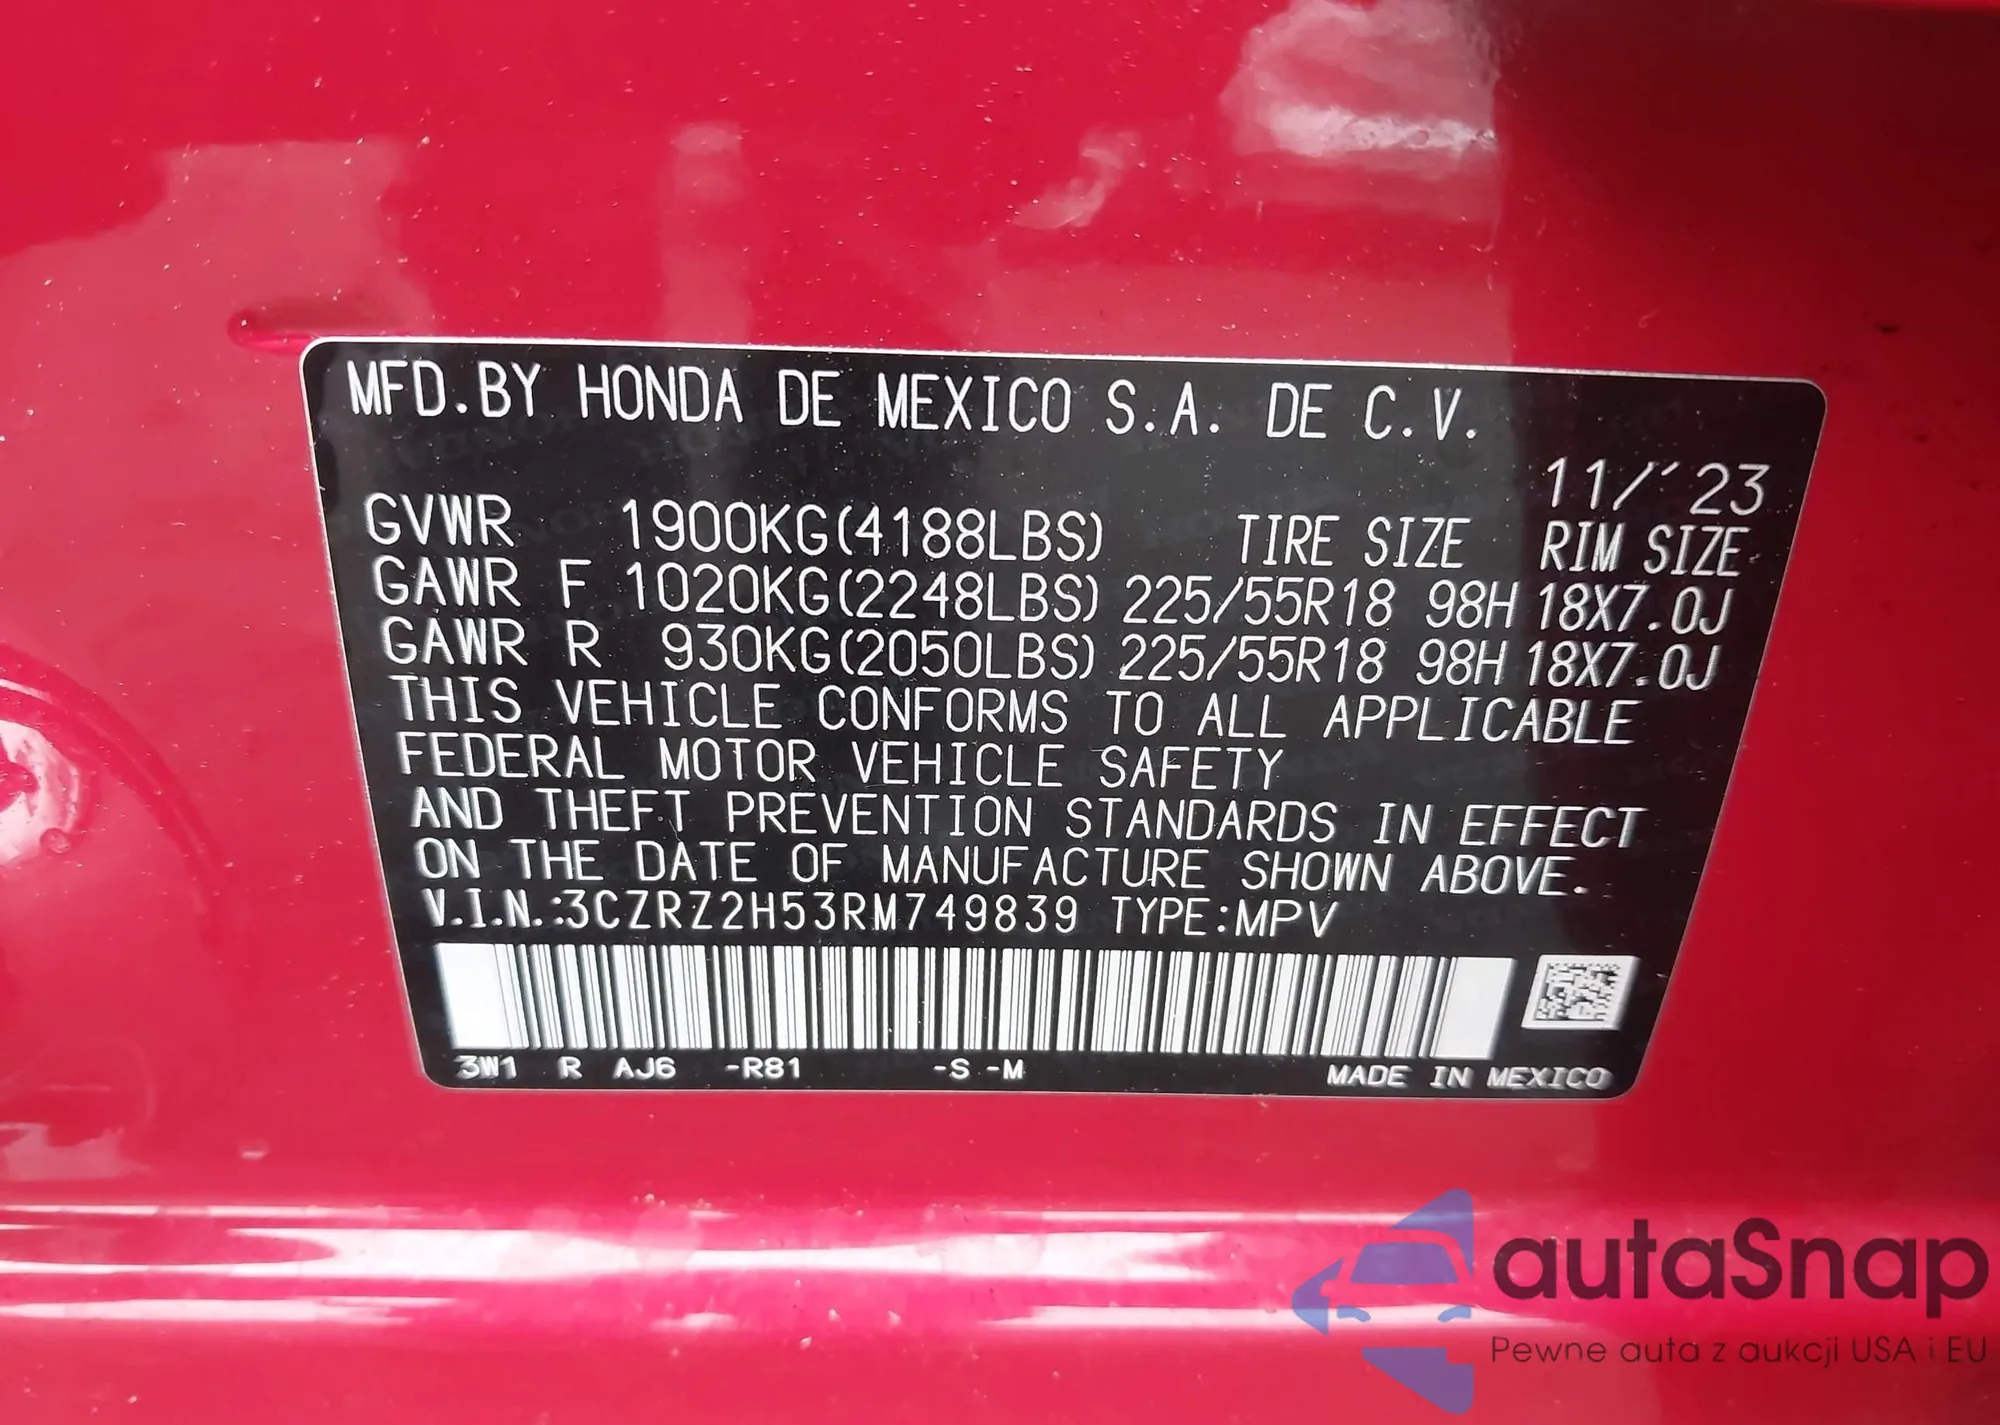 MFD.BY HONDA DE MEXICO S.A. DE C.V.
11/'23
GVWR 1900KG(4188LBS) TIRE SIZE RIM SIZE
GAWR F 1020KG(2248LBS) 225/55R18 98H 18X7.0J
GAWR R 930KG(2050LBS) 225/55R18 98H 18X7.0J
THIS VEHICLE CONFORMS TO ALL APPLICABLE
FEDERAL MOTOR VEHICLE SAFETY
AND THEFT PREVENTION STANDARDS IN EFFECT
ON THE DATE OF MANUFACTURE SHOWN ABOVE.
V.I.N.:3CZRZ2H53RM749839 TYPE:MPV
3W1 R AJ6 -R81 -S -M MADE IN MEXICO
autaSnap
Pewne auta z aukcji USA i EU